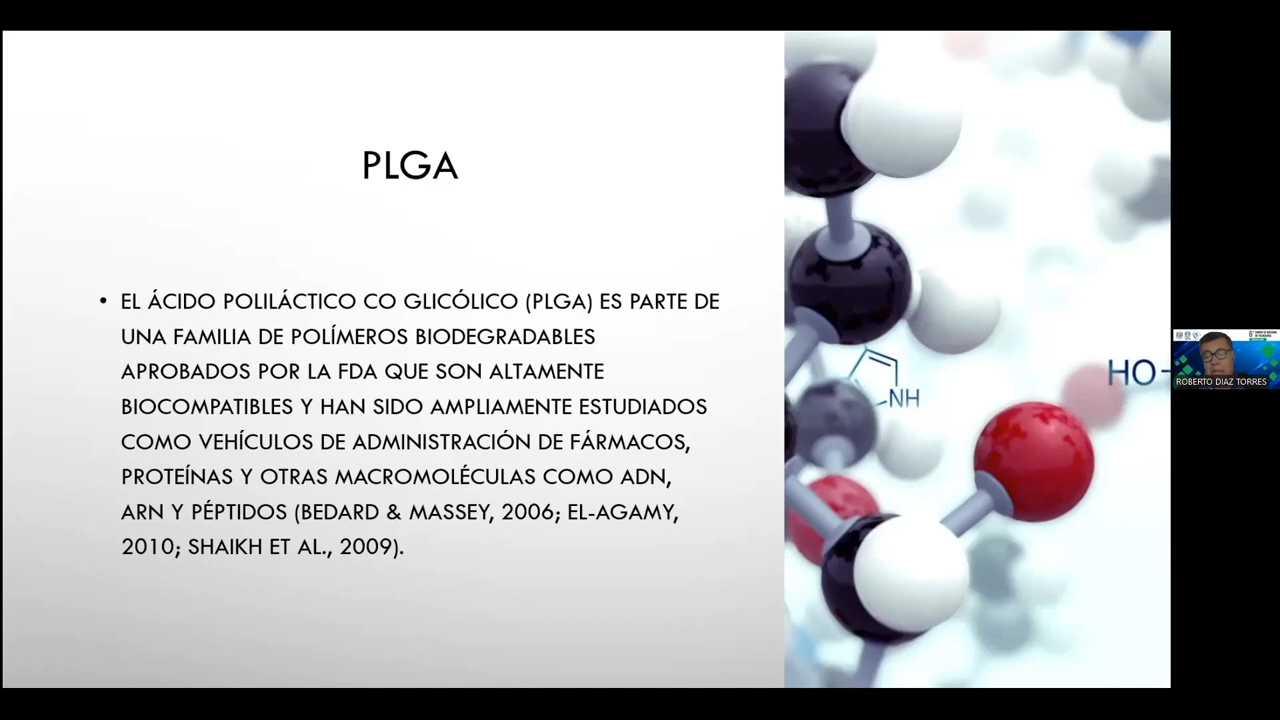 PLGA
• EL ÁCIDO POLILÁCTICO CO GLICÓLICO (PLGA) ES PARTE DE
UNA FAMILIA DE POLÍMEROS BIODEGRADABLES
APROBADOS POR LA FDA QUE SON ALTAMENTE
BIOCOMPATIBLES Y HAN SIDO AMPLIAMENTE ESTUDIADOS
COMO VEHÍCULOS DE ADMINISTRACIÓN DE FÁRMACOS,
PROTEÍNAS Y OTRAS MACROMOLÉCULAS COMO ADN,
ARN Y PÉPTIDOS (BEDARD & MASSEY, 2006; EL-AGAMY,
2010; SHAIKH ET AL., 2009).
HO
NH
ROBERTO DIAZ TORRES